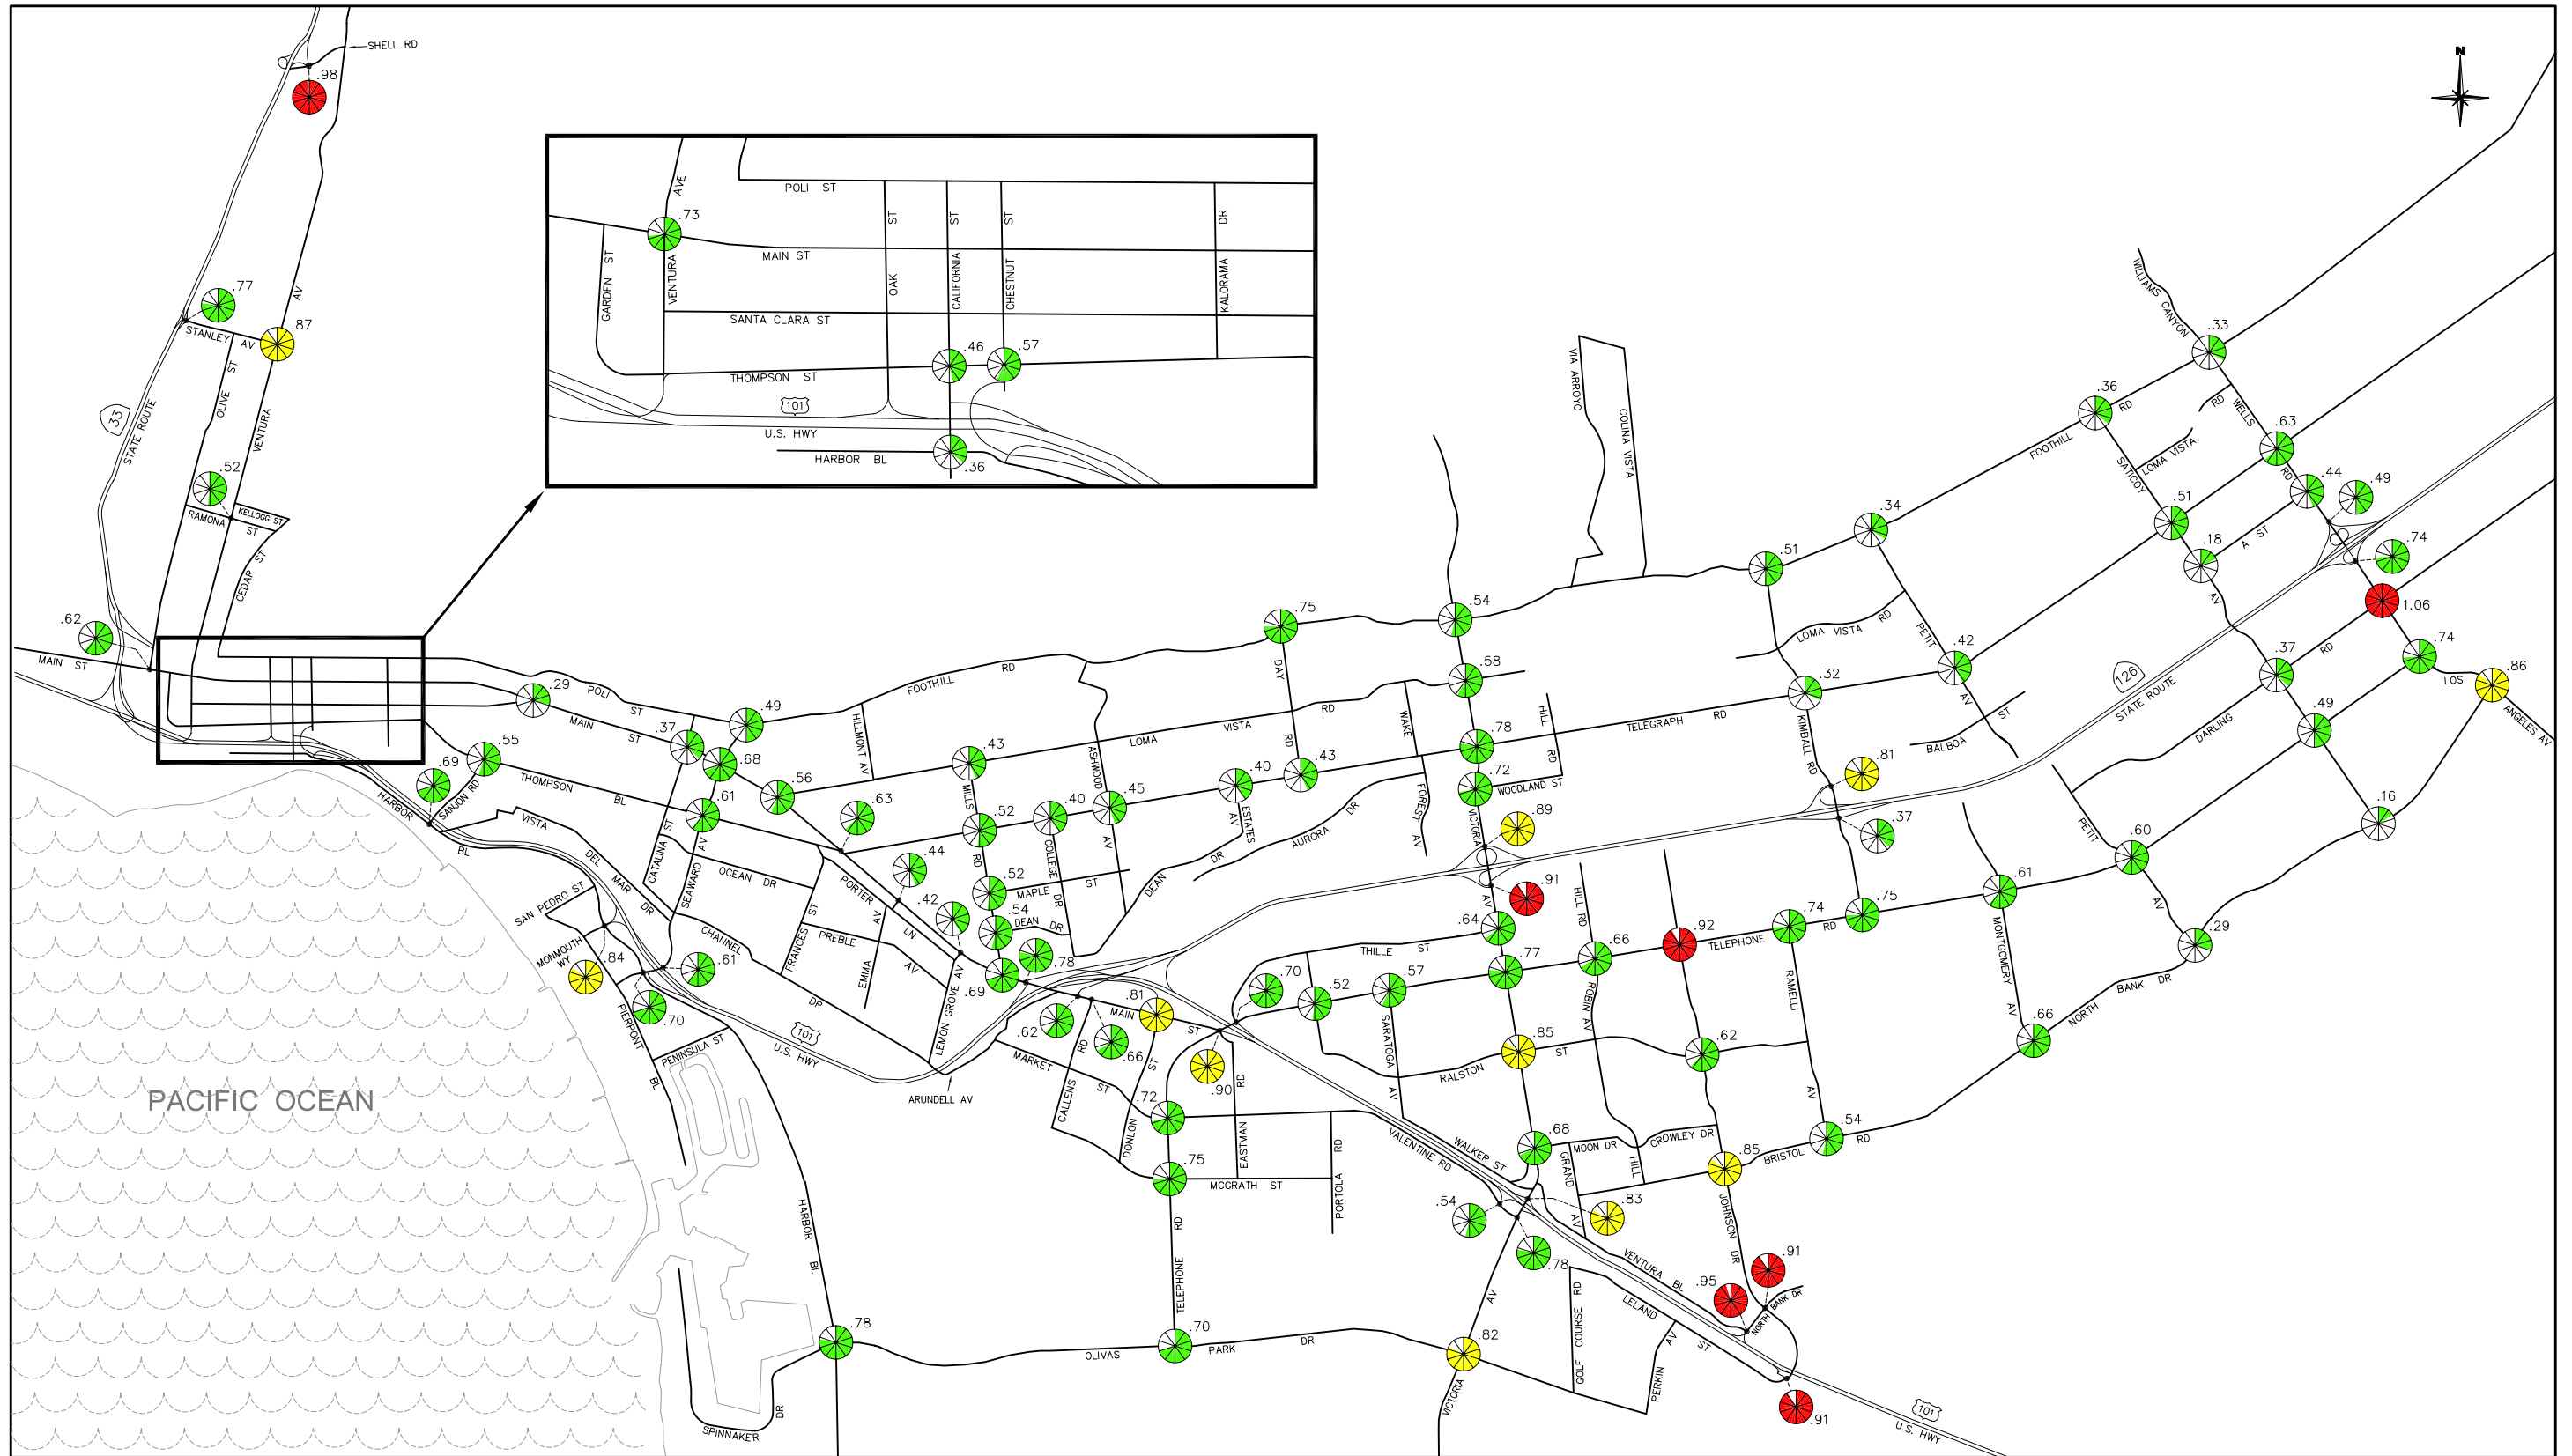 SHELL RD
.98
N
.77
STANLEY AV
.87
AV
OLIVE ST
VENTURA
33
STATE ROUTE
.52
RAMONA ST
KELLOGG ST
CEDAR ST
.62
MAIN ST
AVE
POLI ST
.73
MAIN ST
GARDEN ST
VENTURA
OAK ST
CALIFORNIA ST
CHESTNUT ST
KALORAMA DR
SANTA CLARA ST
.46
.57
THOMPSON ST
101
U.S. HWY
HARBOR BL
.36
VIA ARROYO
COLINA VISTA
WILLIAMS CANYON
.33
.36
RD
FOOTHILL
WELLS RD
LOMA VISTA RD
SATICOY AV
.63
.44
.49
.51
.18
A ST
.74
1.06
.74
.86
LOS ANGELES AV
.34
.51
LOMA VISTA RD
PETIT AV
.42
.32
BALBOA ST
126
STATE ROUTE
.37
DARLING RD
.49
.16
.29
POLI ST
MAIN ST
.37
.49
.68
.56
.55
.69
SANJON RD
THOMPSON BL
.61
HARBOR BL
VISTA DEL MAR DR
CATALINA ST
SEAWARD AV
OCEAN DR
FOOTHILL RD
HILLMONT AV
.43
LOMA VISTA RD
.63
MILLS RD
.52
.40
COLLEGE DR
.45
ASHWOOD AV
.40
ESTATES AV
.43
DAY RD
.75
.54
.58
.78
.72
WAKE FOREST AV
HILL RD
WOODLAND ST
TELEGRAPH RD
VICTORIA AV
AURORA DR
DEAN DR
.89
.91
.64
KIMBALL RD
.81
.37
.75
.44
.42
PORTER LN
FRANCES ST
PREBLE AV
EMMA AV
CHANNEL DR
LEMON GROVE AV
.52
MAPLE ST
.54
DEAN DR
.69
.78
SAN PEDRO ST
MONMOUTH WY
.84
.61
.70
PIERPONT BL
PENINSULA ST
101
U.S. HWY
ARUNDELL AV
.62
.66
CALLENS RD
MARKET ST
.81
MAIN ST
DONLON ST
.90
.70
.72
.75
EASTMAN RD
MCGRATH ST
PORTOLA RD
TELEPHONE RD
THILLE ST
.52
.57
SARATOGA AV
.77
HILL RD
.66
ROBIN AV
.92
TELEPHONE RD
.74
RAMELLI AV
.61
MONTGOMERY AV
PETIT AV
.60
.29
NORTH BANK DR
.66
.85
RALSTON ST
.62
VALENTINE RD
WALKER ST
.68
GRAND AV
MOON DR
HILL
CROWLEY DR
.85
BRISTOL RD
.54
.54
.83
.78
JOHNSON DR
VENTURA BL
LELAND ST
GOLF COURSE RD
PERKIN AV
.91
.95
NORTH BANK DR
.91
101
U.S. HWY
AV
.82
VICTORIA
PACIFIC OCEAN
HARBOR BL
.78
SPINNAKER DR
OLIVAS PARK DR
.70